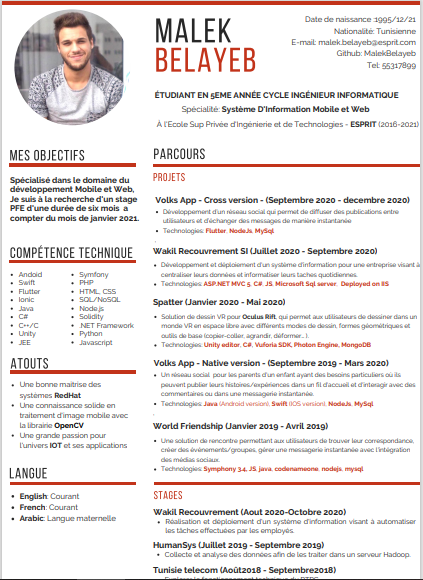 MALEK
BELAYEB
Date de naissance :1995/12/21
Nationalité: Tunisienne
E-mail: malek.belayeb@esprit.com
Github: MalekBelayeb
Tel: 55317899
ÉTUDIANT EN 5EME ANNÉE CYCLE INGÉNIEUR INFORMATIQUE
Spécialité: Système D'Information Mobile et Web
À l'Ecole Sup Privée d'Ingénierie et de Technologies - ESPRIT (2016-2021)
MES OBJECTIFS
Spécialisé dans le domaine du
développement Mobile et Web,
Je suis à la recherche d'un stage
PFE d'une durée de six mois à
compter du mois de janvier 2021.
COMPÉTENCE TECHNIQUE
• Android
• Swift
• Flutter
• Ionic
• Java
• C#
• C++/C
• Unity
• JEE
• Symfony
• PHP
• HTML, CSS
• SQL/NoSQL
• Node.js
• Solidity
• .NET Framework
• Python
• Javascript
ATOUTS
• Une bonne maitrise des
systèmes RedHat
• Une connaissance solide en
traitement d'image mobile avec
la librairie OpenCV
• Une grande passion pour
l'univers IOT et ses applications
LANGUE
• English: Courant
• French: Courant
• Arabic: Langue maternelle
PARCOURS
PROJETS
Volks App - Cross version - (Septembre 2020 - decembre 2020)
• Développement d'un réseau social qui permet de diffuser des publications entre
utilisateurs et d'échanger des messages de manière instantanée
• Technologies: Flutter, NodeJs, MySql
Wakil Recouvrement SI (Juillet 2020 - Septembre 2020)
• Développement et déploiement d'un système d'information pour une entreprise visant à
centraliser leurs données et informatiser leurs taches quotidiennes.
• Technologies: ASP.NET MVC 5, C#, JS, Microsoft Sql server, Deployed on IIS
Spatter (Janvier 2020 - Mai 2020)
• Solution de dessin VR pour Oculus Rift, qui permet aux utilisateurs de dessiner dans un
monde VR en espace libre avec différents modes de dessin, formes géométriques et
outils de base (copier-coller, agrandir, déformer...)
• Technologies: Unity editor, C#, Vuforia SDK, Photon Engine, MongoDB
Volks App - Native version - (Septembre 2019 - Mars 2020)
• Un réseau social, pour les parents d'un enfant ayant des besoins particuliers où ils
peuvent publier leurs histoires/expériences dans un fil d'accueil et d'interagir avec des
commentaires ou dans une messagerie instantanée.
• Technologies: Java (Android version), Swift (IOS version), NodeJs, MySql
World Friendship (Janvier 2019 - Avril 2019)
• Une solution de rencontre permettant aux utilisateurs de trouver leur correspondance,
créer des événements/groupes, gérer une messagerie instantanée avec l'intégration
des médias sociaux.
• Technologies: Symphony 3.4, JS, java, codenameone, nodejs, mysql
STAGES
Wakil Recouvrement (Aout 2020-Octobre 2020)
• Réalisation et déploiement d'un système d'information visant à automatiser
les tâches effectuées par les employés.
HumanSys (Juillet 2019 - Septembre 2019)
• Collecte et analyse des données afin de les traiter dans un serveur Hadoop.
Tunisie telecom (Août2018 - Septembre2018)